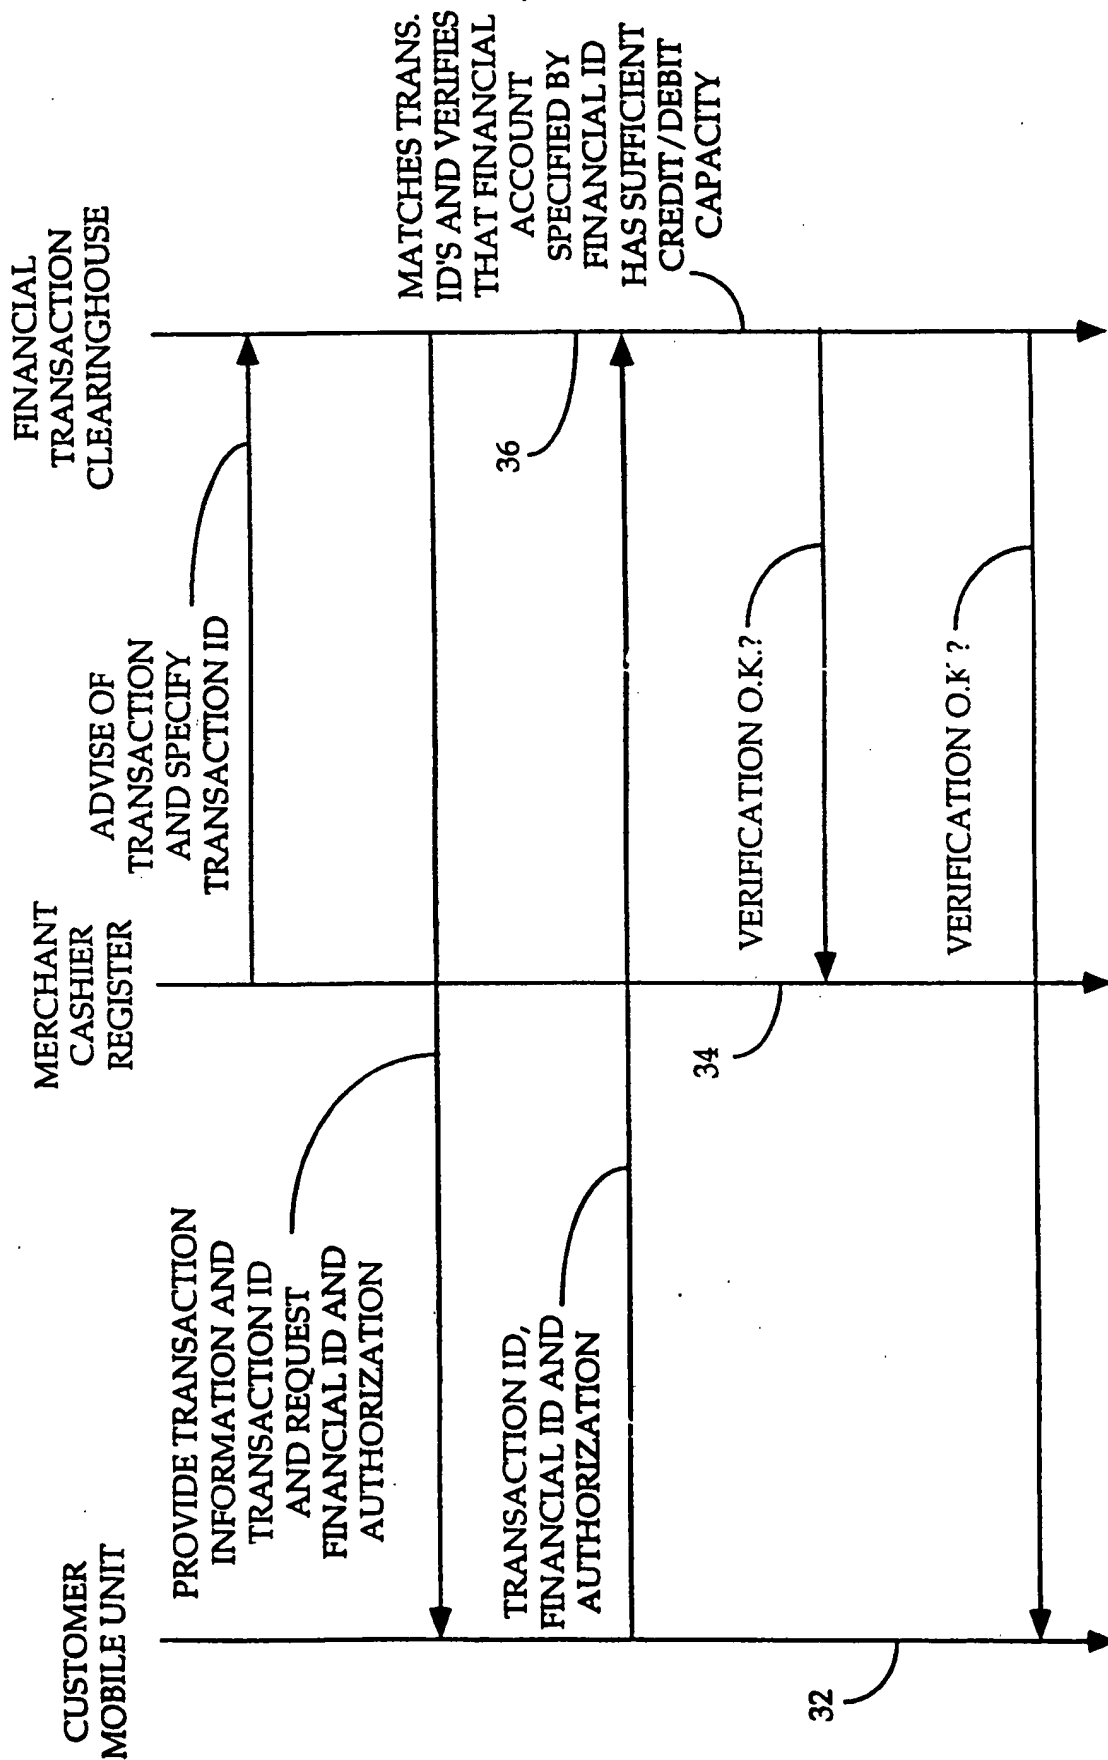 CUSTOMER
MOBILE UNIT
MERCHANT
CASHIER
REGISTER
FINANCIAL
TRANSACTION
CLEARINGHOUSE
ADVISE OF
TRANSACTION
AND SPECIFY
TRANSACTION ID
PROVIDE TRANSACTION
INFORMATION AND
TRANSACTION ID
AND REQUEST
FINANCIAL ID AND
AUTHORIZATION
MATCHES TRANS.
ID'S AND VERIFIES
THAT FINANCIAL
ACCOUNT
SPECIFIED BY
FINANCIAL ID
HAS SUFFICIENT
CREDIT/DEBIT
CAPACITY
36
TRANSACTION ID,
FINANCIAL ID AND
AUTHORIZATION
34
VERIFICATION O.K.?
32
VERIFICATION O.K ?